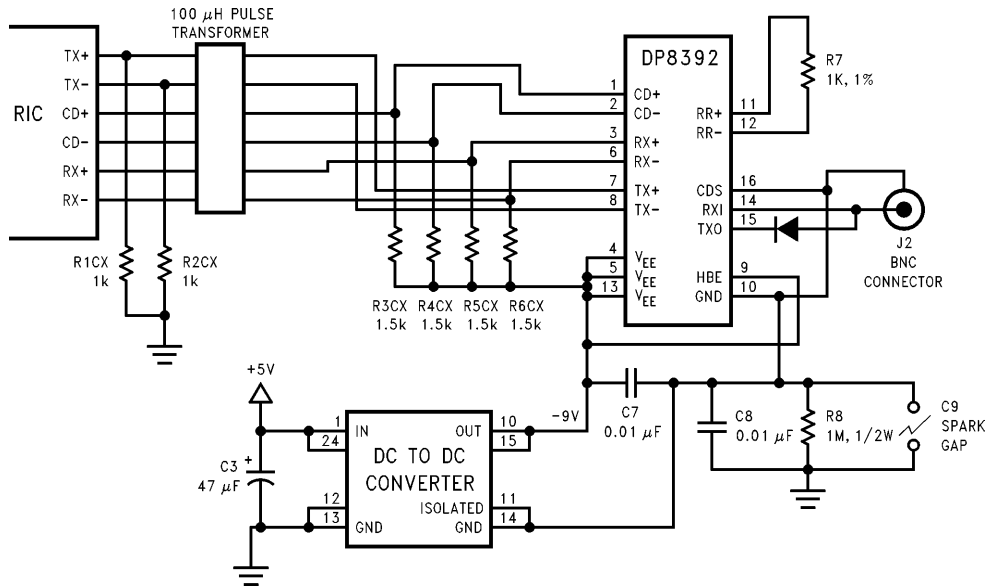 100 μH PULSE
TRANSFORMER
RIC
TX+
TX-
CD+
CD-
RX+
RX-
R1CX
1k
R2CX
1k
R3CX
1.5k
R4CX
1.5k
R5CX
1.5k
R6CX
1.5k
DP8392
1 CD+
2 CD-
3 RX+
6 RX-
7 TX+
8 TX-
4 VEE
5 VEE
13 VEE
RR+ 11
RR- 12
CDS 16
RXI 14
TXO 15
HBE 9
GND 10
R7
1K, 1%
J2
BNC
CONNECTOR
+5V
C3 +
47 μF
1 IN
24
12
13 GND
DC TO DC
CONVERTER
OUT 10
15
ISOLATED 11
GND 14
-9V
C7
0.01 μF
C8
0.01 μF
R8
1M, 1/2W
C9
SPARK
GAP